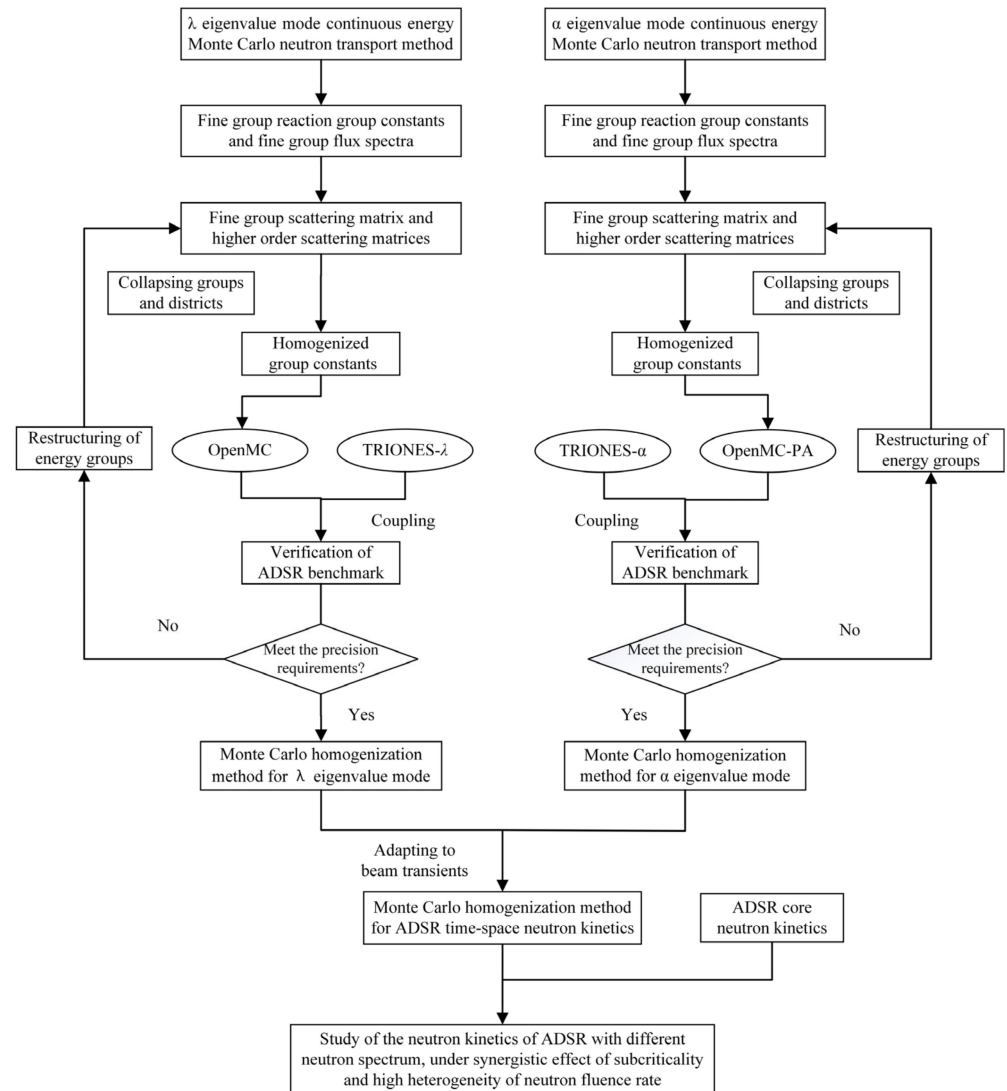 λ eigenvalue mode continuous energy
Monte Carlo neutron transport method
α eigenvalue mode continuous energy
Monte Carlo neutron transport method
Fine group reaction group constants
and fine group flux spectra
Fine group reaction group constants
and fine group flux spectra
Fine group scattering matrix and
higher order scattering matrices
Fine group scattering matrix and
higher order scattering matrices
Collapsing groups
and districts
Collapsing groups
and districts
Homogenized
group constants
Homogenized
group constants
Restructuring of
energy groups
OpenMC
TRIONES-λ
TRIONES-α
OpenMC-PA
Restructuring of
energy groups
Coupling
Coupling
Verification of
ADSR benchmark
Verification of
ADSR benchmark
No
Meet the precision
requirements?
Meet the precision
requirements?
No
Yes
Yes
Monte Carlo homogenization
method for λ eigenvalue mode
Monte Carlo homogenization
method for α eigenvalue mode
Adapting to
beam transients
Monte Carlo homogenization method
for ADSR time-space neutron kinetics
ADSR core
neutron kinetics
Study of the neutron kinetics of ADSR with different
neutron spectrum, under synergistic effect of subcriticality
and high heterogeneity of neutron fluence rate